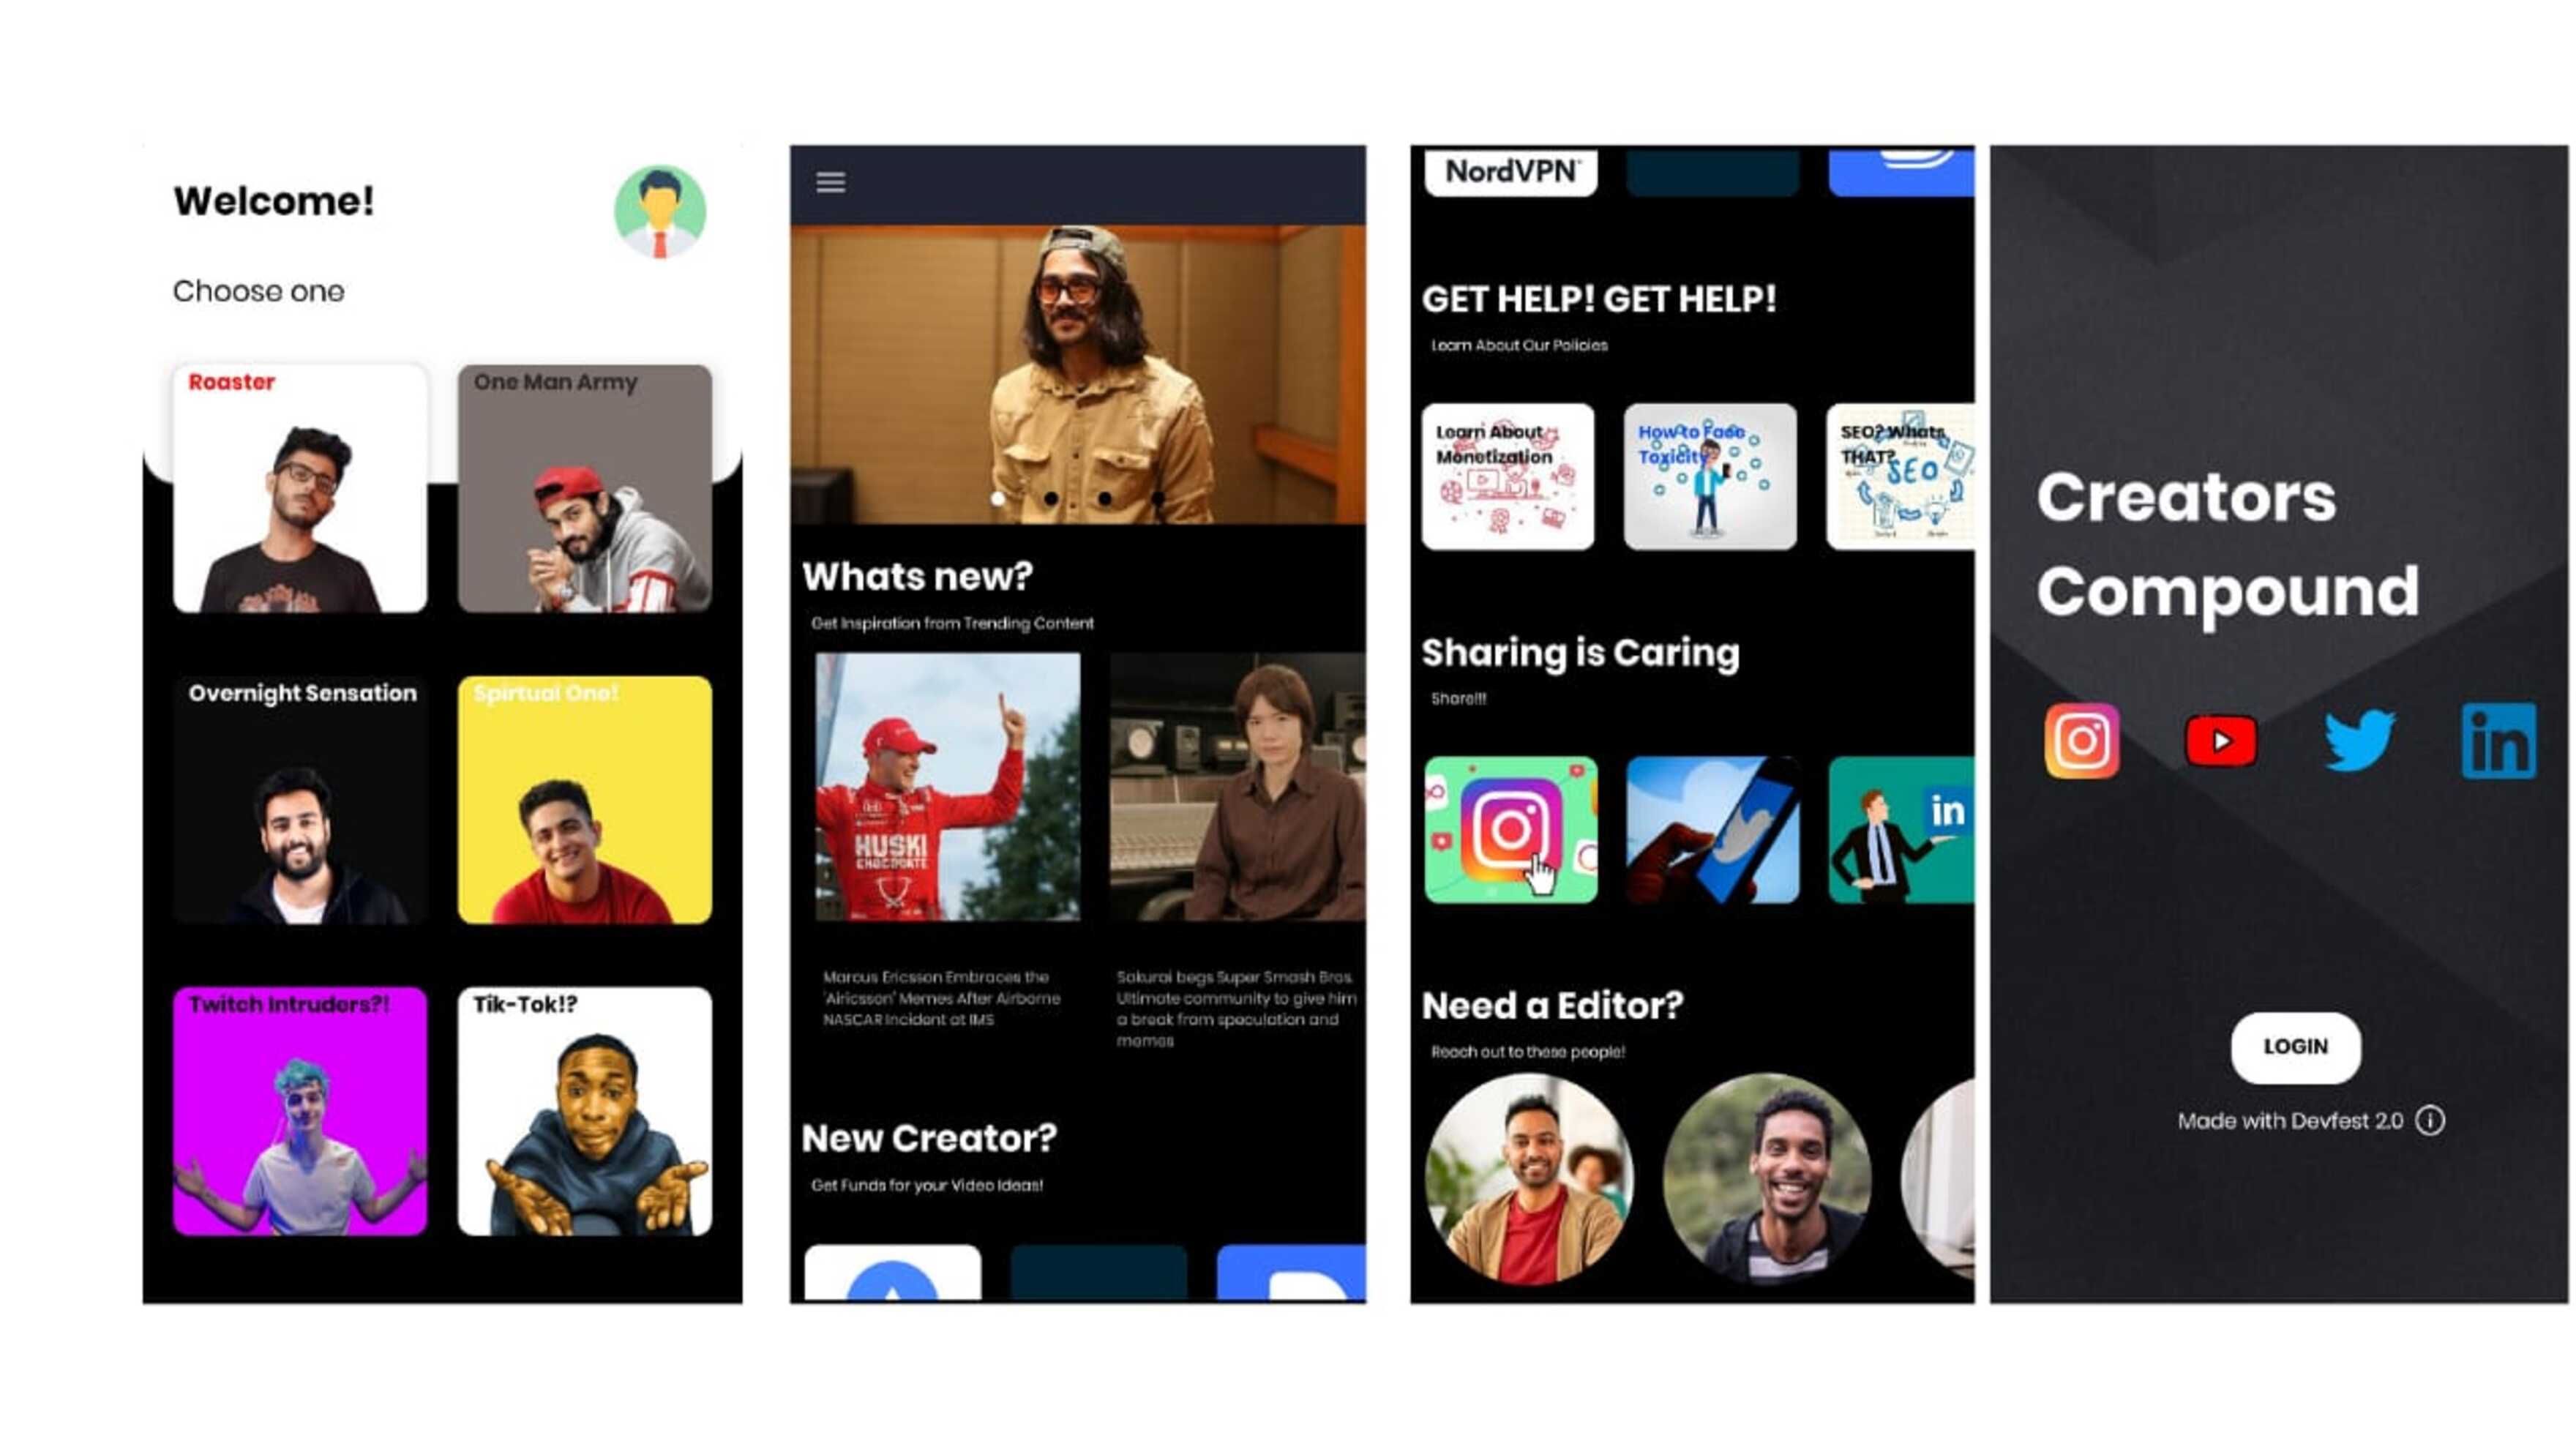 Welcome!
Choose one
Roaster
One Man Army
Overnight Sensation
Spirtual One!
Twitch Intruders?!
Tik-Tok!?
Whats new?
Get Inspiration from Trending Content
HUSKI
CHOCOLATE
Marcus Ericsson Embraces the
'Airicsson' Memes After Airborne
NASCAR Incident at IMS
Sakurai begs Super Smash Bros.
Ultimate community to give him
a break from speculation and
memes
New Creator?
Get Funds for your Video Ideas!
NordVPN
GET HELP! GET HELP!
Learn About Our Policies
Learn About
Monetization
How to Face
Toxicity
SEO? Whats
THAT?
SEO
Sharing is Caring
Share!!!
in
Need a Editor?
Reach out to these people!
Creators
Compound
in
LOGIN
Made with Devfest 2.0